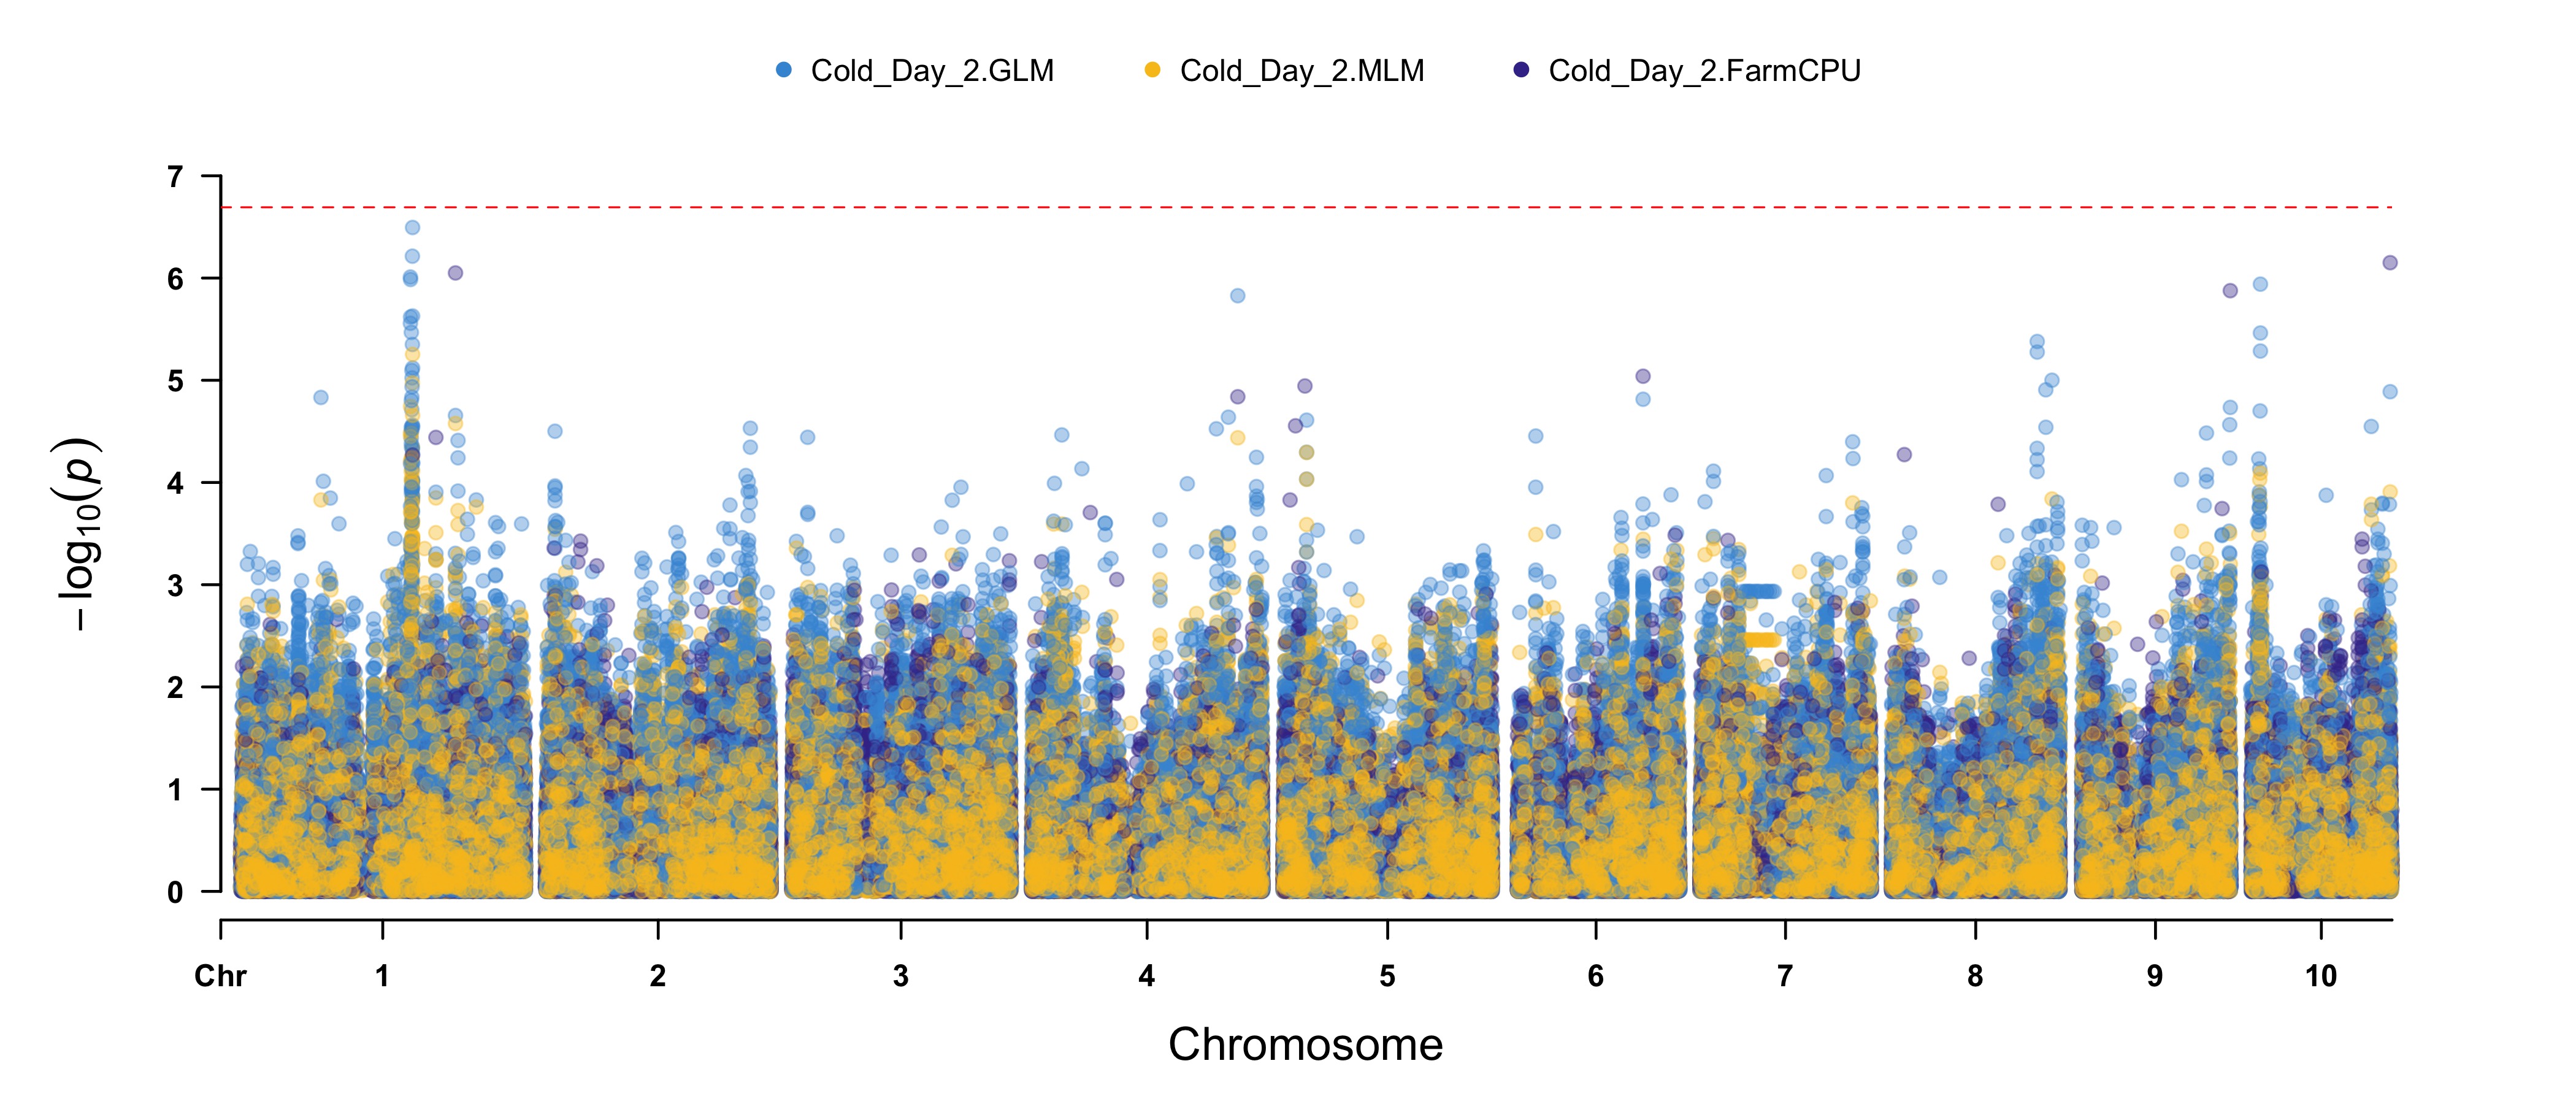 Cold_Day_2.GLM Cold_Day_2.MLM Cold_Day_2.FarmCPU
7
6
5
4
3
2
1
0
−log10(p)
Chr 1 2 3 4 5 6 7 8 9 10
Chromosome